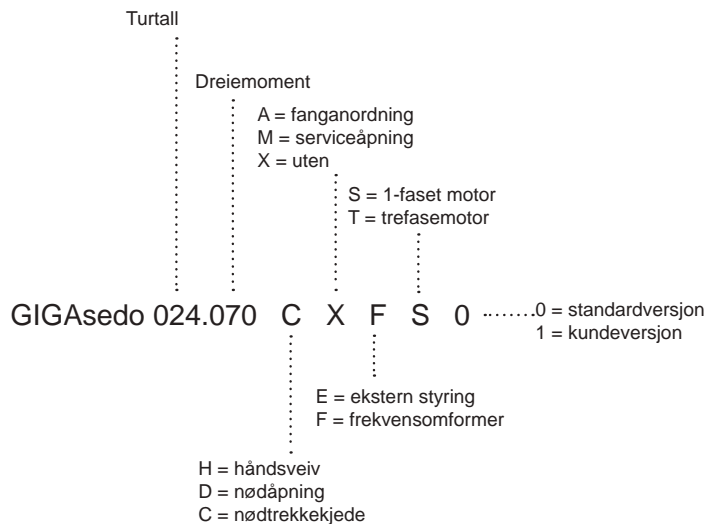 Turtall
Dreiemoment
A = fanganordning
M = serviceåpning
X = uten
S = 1-faset motor
T = trefasemotor
GIGAsedo 024.070 C X F S 0
0 = standardversjon
1 = kundeversjon
E = ekstern styring
F = frekvensomformer
H = håndsveiv
D = nødåpning
C = nødtrekkekjede